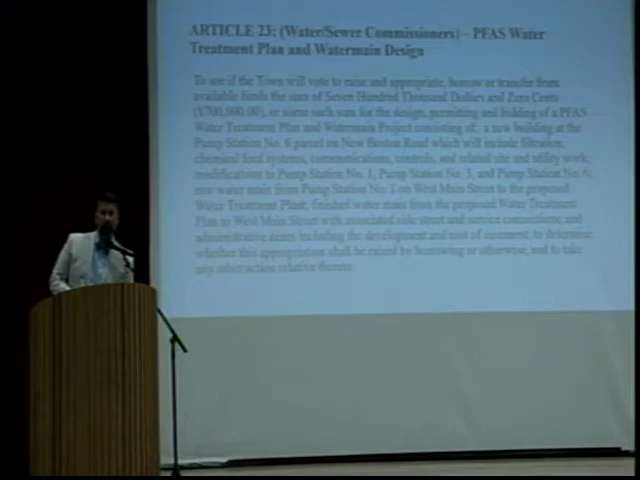 ARTICLE 23: (Water/Sewer Commissioners) – PFAS Water
Treatment Plan and Watermain Design
To see if the Town will vote to raise and appropriate, borrow or transfer from
available funds the sum of Seven Hundred Thousand Dollars and Zero Cents
($700,000.00), or some such sum for the design, permitting and bidding of a PFAS
Water Treatment Plan and Watermain Project consisting of: a new building at the
Pump Station No. 6 parcel on New Boston Road which will include filtration,
chemical feed systems, communications, controls, and related site and utility work;
modifications to Pump Station No. 1, Pump Station No. 3, and Pump Station No. 6;
raw water main from Pump Station No. 1 on West Main Street to the proposed
Water Treatment Plant; finished water main from the proposed Water Treatment
Plan to West Main Street with associated side street and service connections; and
administrative items including the development and cost of easement, to determine
whether this appropriation shall be raised by borrowing or otherwise, and to take
any other action relative thereto.